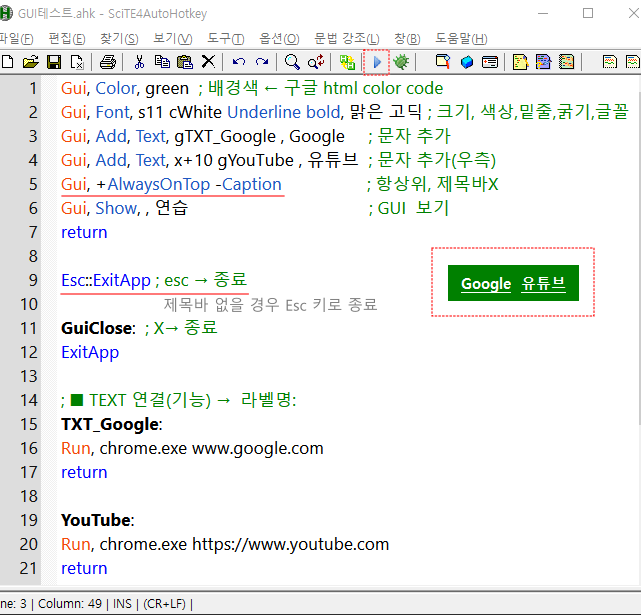 GUI테스트.ahk - SciTE4AutoHotkey
파일(F) 편집(E) 찾기(S) 보기(V) 도구(T) 옵션(O) 문법 강조(L) 창(B) 도움말(H)
1 Gui, Color, green ; 배경색 ← 구글 html color code
2 Gui, Font, s11 cWhite Underline bold, 맑은 고딕 ; 크기, 색상,밑줄,굵기,글꼴
3 Gui, Add, Text, gTXT_Google , Google ; 문자 추가
4 Gui, Add, Text, x+10 gYouTube , 유튜브 ; 문자 추가(우측)
5 Gui, +AlwaysOnTop -Caption ; 항상위, 제목바X
6 Gui, Show, , 연습 ; GUI 보기
7 return
8
9 Esc::ExitApp ; esc → 종료
Google 유튜브
10 제목바 없을 경우 Esc 키로 종료
11 GuiClose: ; X→ 종료
12 ExitApp
13
14 ; ■ TEXT 연결(기능) → 라벨명:
15 TXT_Google:
16 Run, chrome.exe www.google.com
17 return
18
19 YouTube:
20 Run, chrome.exe https://www.youtube.com
21 return
ne: 3 | Column: 49 | INS | (CR+LF) |